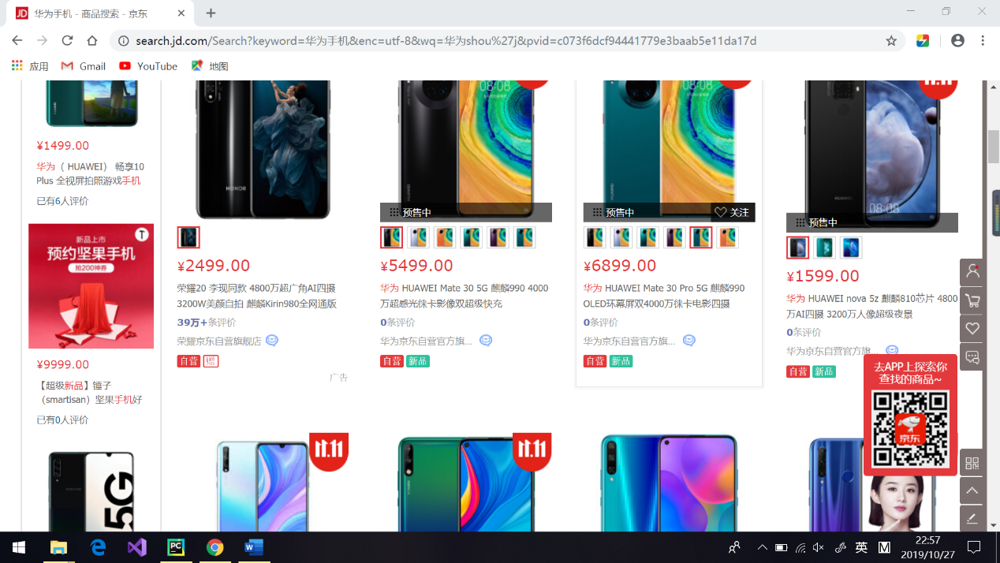 JD 华为手机 - 商品搜索 - 京东
search.jd.com/Search?keyword=华为手机&enc=utf-8&wq=华为shou%27j&pvid=c073f6dcf94441779e3baab5e11da17d
应用 Gmail YouTube 地图
¥1499.00
华为（ HUAWEI） 畅享10
Plus 全视屏拍照游戏手机
已有6人评价
新品上市
预约坚果手机
抢200神券
T
¥9999.00
【超级新品】锤子
（smartisan）坚果手机好
已有0人评价
5G
HONOR
¥2499.00
荣耀20 李现同款 4800万超广角AI四摄
3200W美颜自拍 麒麟Kirin980全网通版
39万+条评价
荣耀京东自营旗舰店
自营
广告
08:08
预售中
¥5499.00
华为 HUAWEI Mate 30 5G 麒麟990 4000
万超感光徕卡影像双超级快充
0条评价
华为京东自营官方旗...
自营 新品
08:08
预售中 关注
¥6899.00
华为 HUAWEI Mate 30 Pro 5G 麒麟990
OLED环幕屏双4000万徕卡电影四摄
0条评价
华为京东自营官方旗...
自营 新品
11.11
HUAWEI
08:08
预售中
¥1599.00
华为 HUAWEI nova 5z 麒麟810芯片 4800
万AI四摄 3200万人像超级夜景
0条评价
华为京东自营官方旗...
自营 新品
去APP上探索你
查找的商品~
京东
11.11
11.11
PC
W
英 M
22:57
2019/10/27